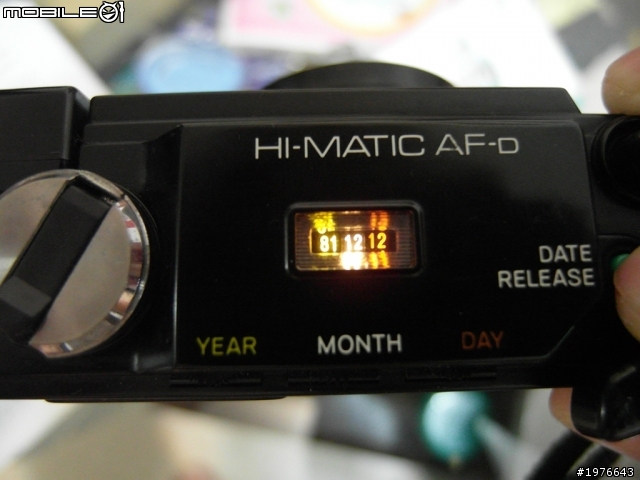 mobile01
HI-MATIC AF-D
81 12 12
DATE
RELEASE
YEAR MONTH DAY
#1976643